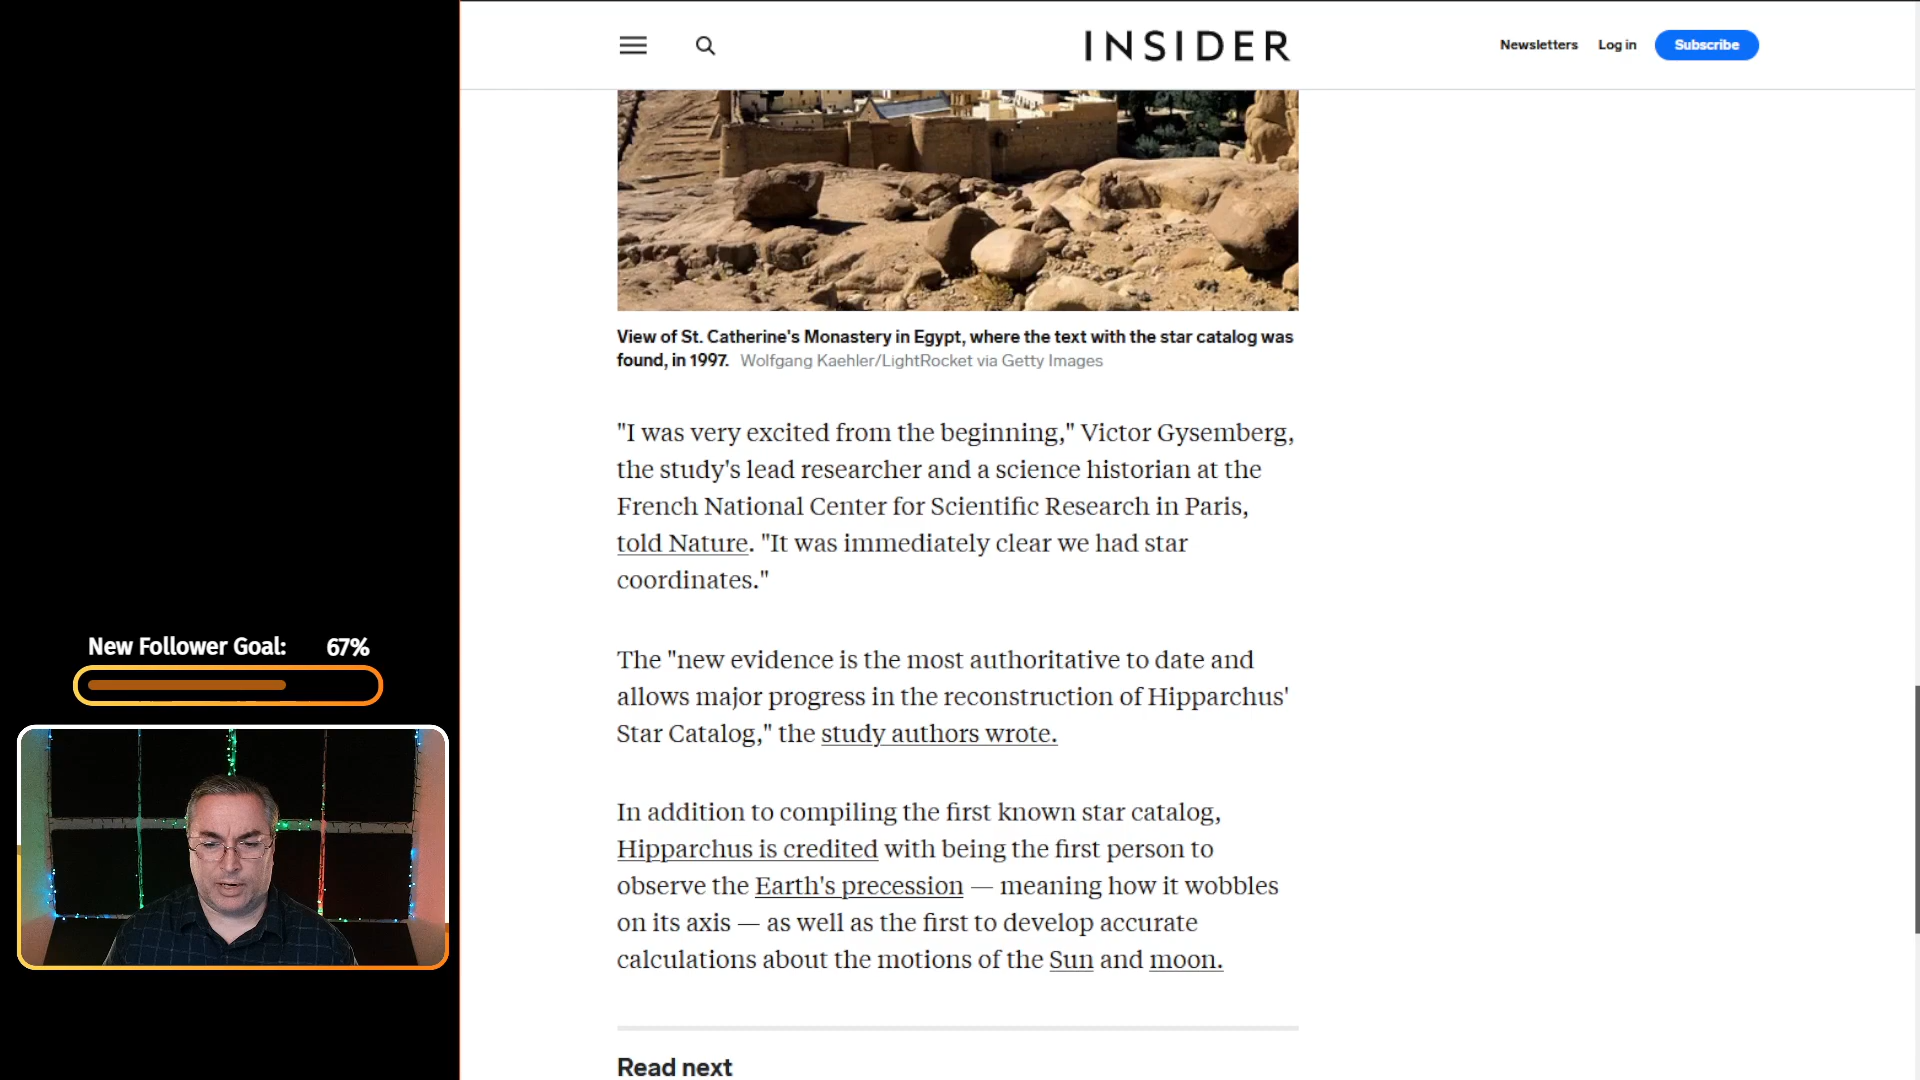 INSIDER
Newsletters
Log in
Subscribe
View of St. Catherine's Monastery in Egypt, where the text with the star catalog was
found, in 1997. Wolfgang Kaehler/LightRocket via Getty Images
"I was very excited from the beginning," Victor Gysemberg,
the study's lead researcher and a science historian at the
French National Center for Scientific Research in Paris,
told Nature. "It was immediately clear we had star
coordinates."
The "new evidence is the most authoritative to date and
allows major progress in the reconstruction of Hipparchus'
Star Catalog," the study authors wrote.
In addition to compiling the first known star catalog,
Hipparchus is credited with being the first person to
observe the Earth's precession — meaning how it wobbles
on its axis — as well as the first to develop accurate
calculations about the motions of the Sun and moon.
Read next
New Follower Goal: 67%